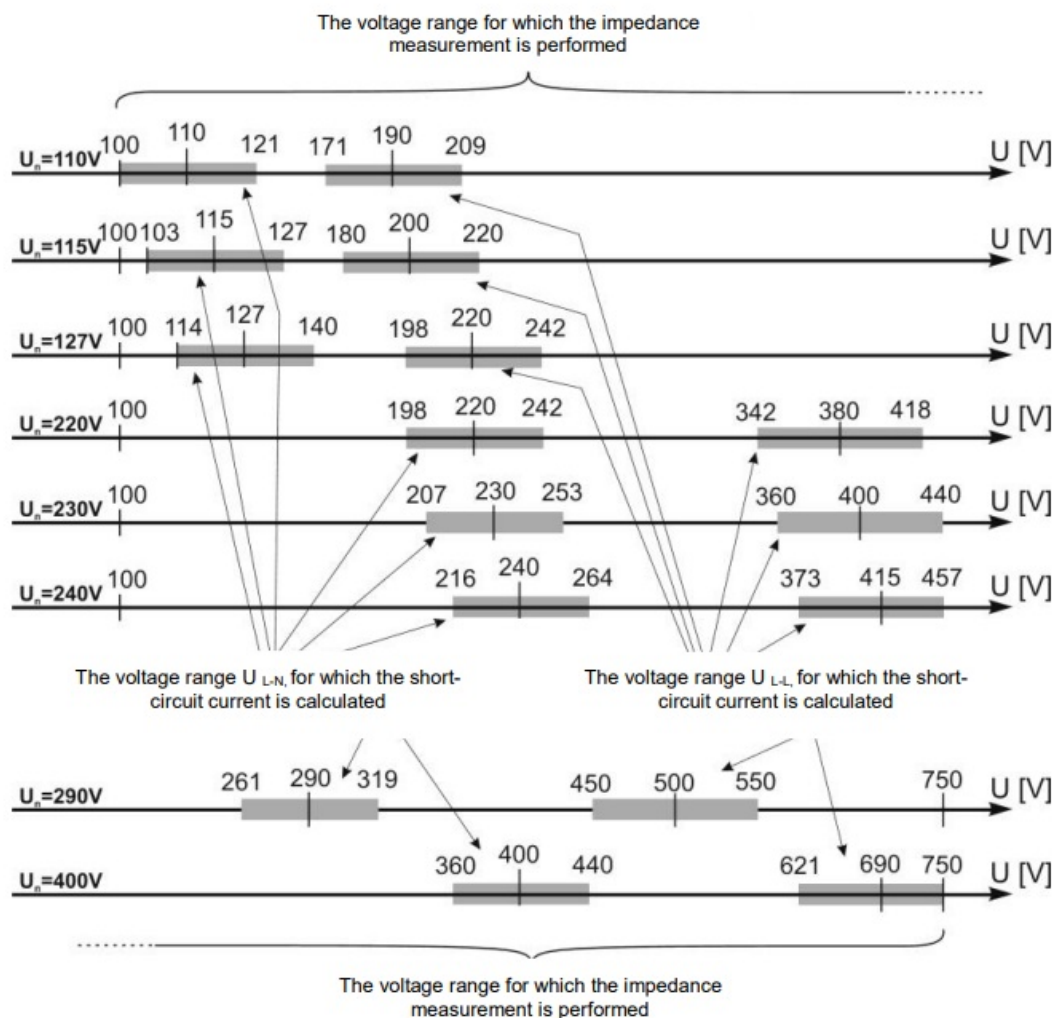 The voltage range for which the impedance
measurement is performed
100 110 121 171 190 209
Uₙ=110V U [V]
100 103 115 127 180 200 220
Uₙ=115V U [V]
100 114 127 140 198 220 242
Uₙ=127V U [V]
100 198 220 242 342 380 418
Uₙ=220V U [V]
100 207 230 253 360 400 440
Uₙ=230V U [V]
100 216 240 264 373 415 457
Uₙ=240V U [V]
The voltage range U L-N, for which the short-
circuit current is calculated
The voltage range U L-L, for which the short-
circuit current is calculated
261 290 319 450 500 550 750
Uₙ=290V U [V]
360 400 440 621 690 750
Uₙ=400V U [V]
The voltage range for which the impedance
measurement is performed